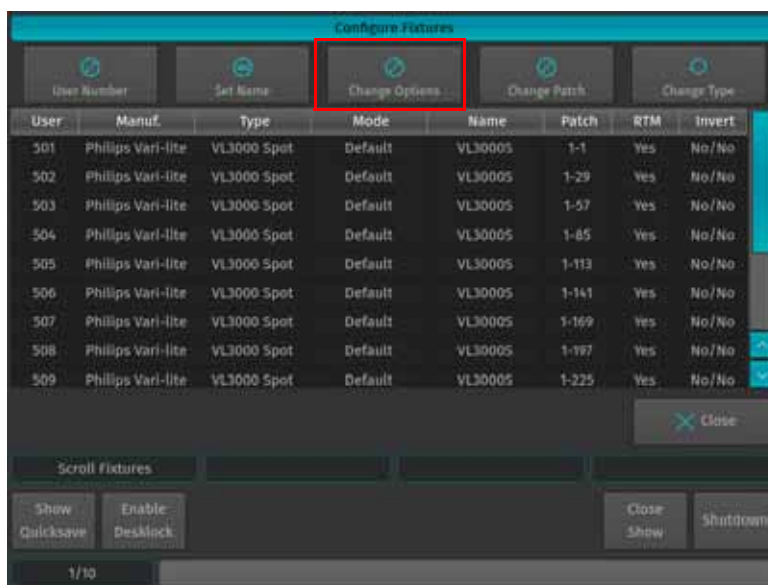 Configure Fixtures
User Number Set Name Change Options Change Patch Change Type
User Manuf. Type Mode Name Patch RTM Invert
501 Philips Vari-lite VL3000 Spot Default VL3000S 1-1 Yes No/No
502 Philips Vari-lite VL3000 Spot Default VL3000S 1-29 Yes No/No
503 Philips Vari-lite VL3000 Spot Default VL3000S 1-57 Yes No/No
504 Philips Vari-lite VL3000 Spot Default VL3000S 1-85 Yes No/No
505 Philips Vari-lite VL3000 Spot Default VL3000S 1-113 Yes No/No
506 Philips Vari-lite VL3000 Spot Default VL3000S 1-141 Yes No/No
507 Philips Vari-lite VL3000 Spot Default VL3000S 1-169 Yes No/No
508 Philips Vari-lite VL3000 Spot Default VL3000S 1-197 Yes No/No
509 Philips Vari-lite VL3000 Spot Default VL3000S 1-225 Yes No/No
Close
Scroll Fixtures
Show Quicksave
Enable Desklock
Close Show
Shutdown
1/10